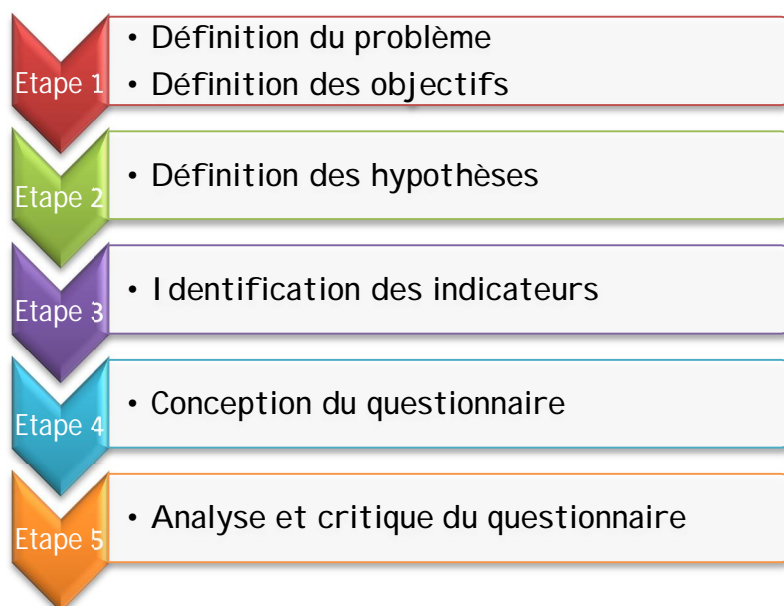 Etape 1
• Définition du problème
• Définition des objectifs
Etape 2
• Définition des hypothèses
Etape 3
• Identification des indicateurs
Etape 4
• Conception du questionnaire
Etape 5
• Analyse et critique du questionnaire